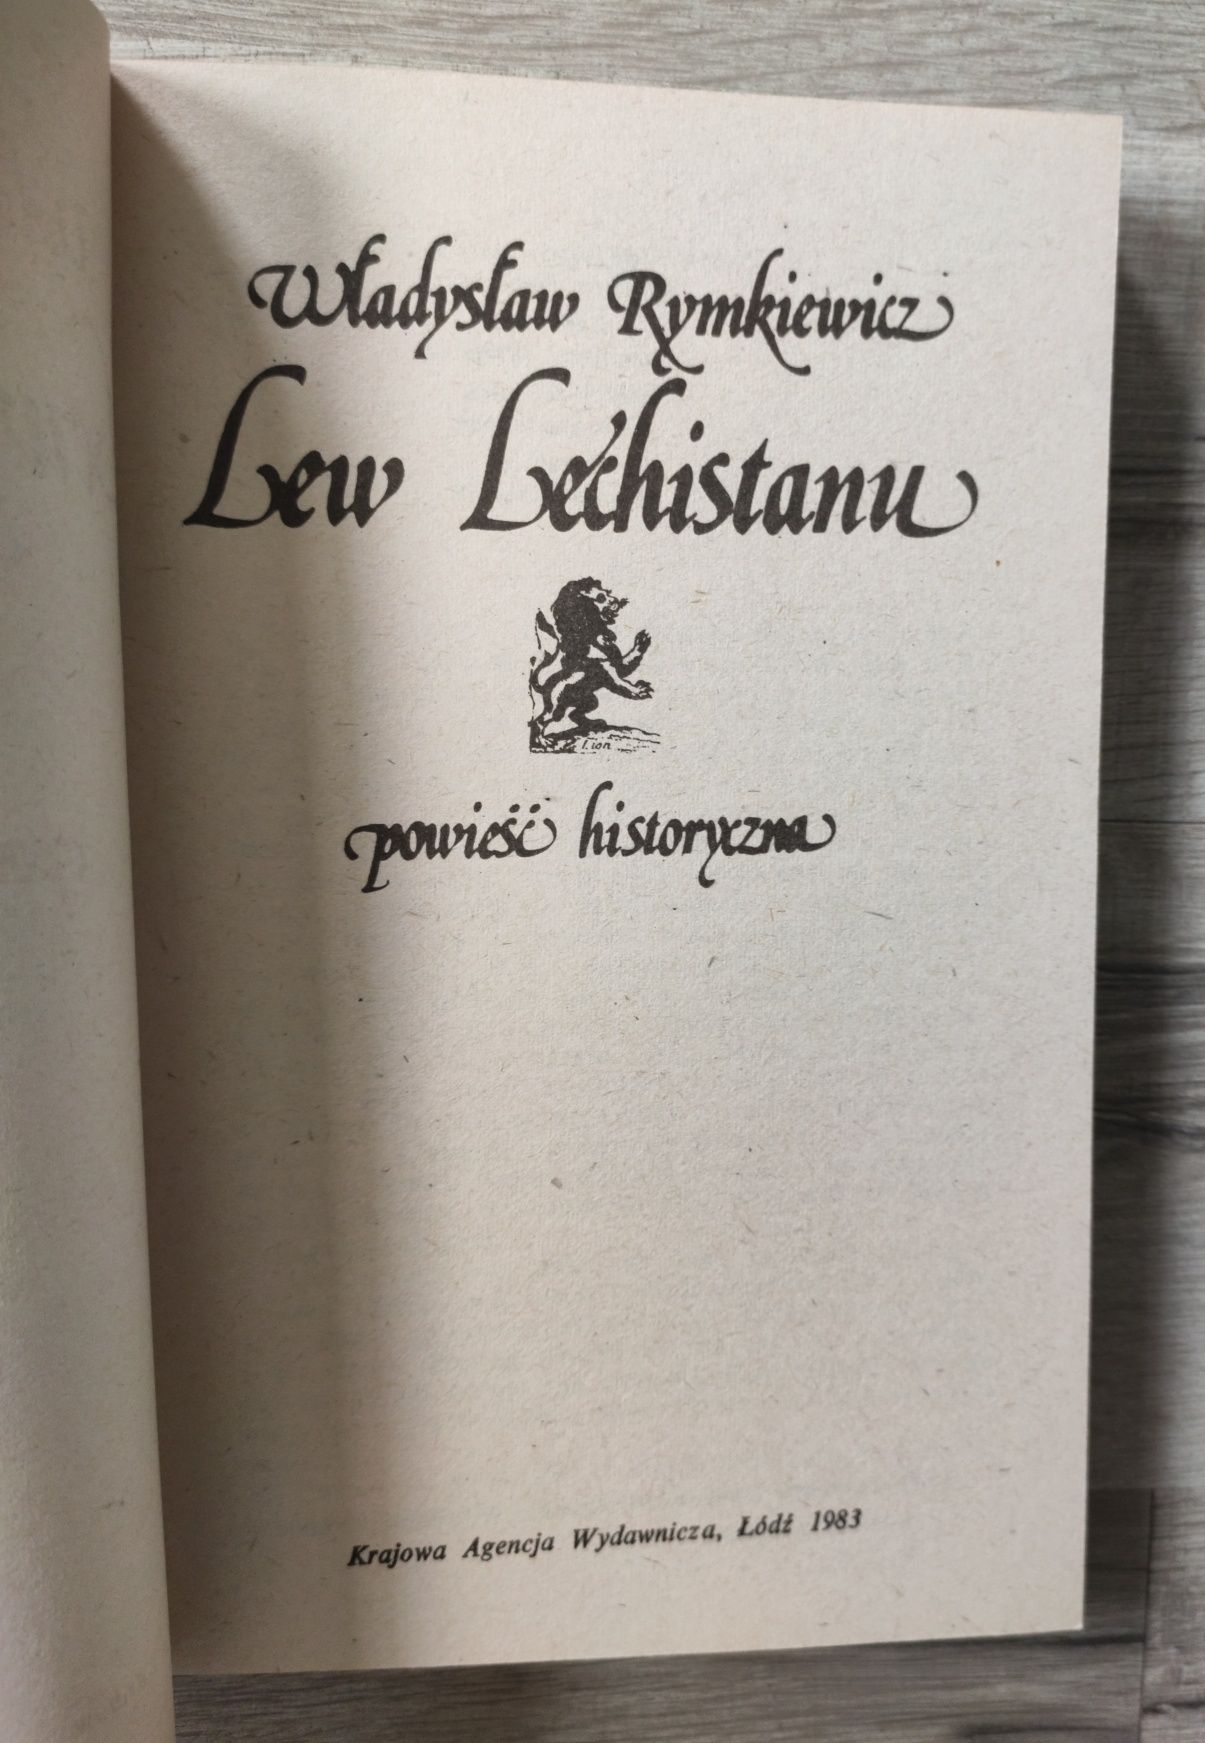 Władysław Rymkiewicz
Lew Lechistanu
Lion
powieść historyczna
Krajowa Agencja Wydawnicza, Łódź 1983